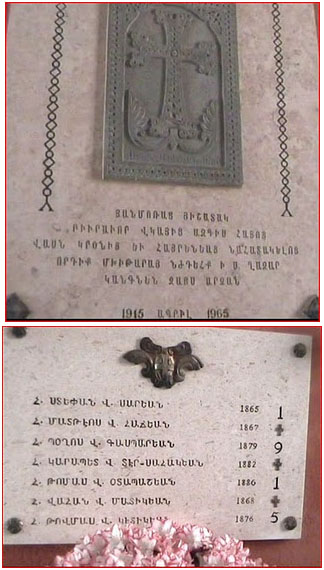 ՅԱՆՄՈՌԱՑ ՅԻՇԱՏԱԿ
ԲԻՒՐԱՒՈՐ ՎԿԱՅԻՑ ԱԶԳԻՍ ՀԱՅՈՑ
ՎԱՍՆ ԿՐՕՆԻՑ ԵՒ ՀԱՅՐԵՆԵԱՑ ՆԱՀԱՏԱԿԵԼՈՑ
ՈՐԴԻՔ ՄԽԻԹԱՐԱՅ ՆԺԴԵՀՔ Ի Ս. ՂԱԶԱՐ
ԿԱՆԳՆԵՆ ԶԱՅՍ ԱՐՁԱՆ
1915 ԱՊՐԻԼ 1965
Հ. ՍՏԵՓԱՆ Վ. ՍԱՐԵԱՆ 1865 1
Հ. ՄԱՏԹԷՈՍ Վ. ՀԱՃԵԱՆ 1867
Հ. ՊՕՂՈՍ Վ. ԳԱՍՊԱՐԵԱՆ 1879 9
Հ. ԿԱՐԱՊԵՏ Վ. ՏԷՐ-ՍԱՀԱԿԵԱՆ 1882
Հ. ԹՈՄԱՍ Վ. ՕՏԱՊԱՇԵԱՆ 1886 1
Հ. ՎԱՀԱՆ Վ. ՄԱՏԻԿԵԱՆ 1868
Հ. ԹՈՎՄԱՍ Վ. 1876 5